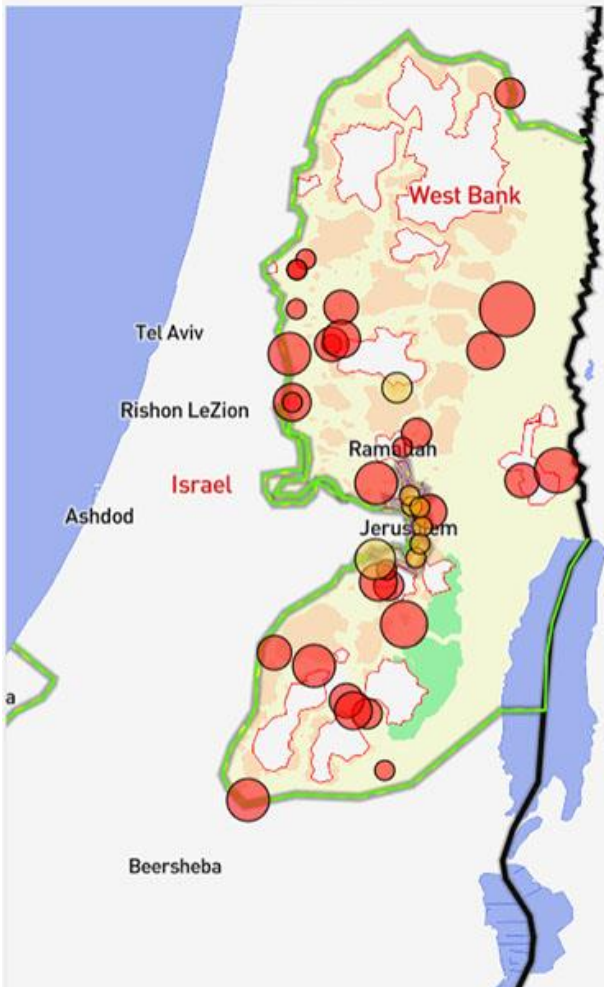 West Bank
Tel Aviv
Rishon LeZion
Ramallah
Israel
Ashdod
Jerusalem
a
Beersheba